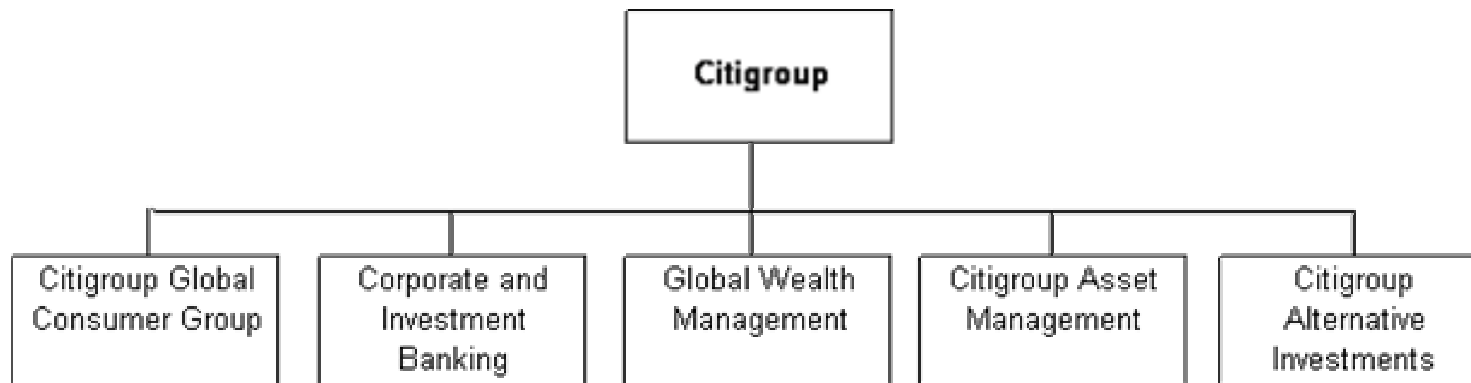 Citigroup
Citigroup Global
Consumer Group
Corporate and
Investment
Banking
Global Wealth
Management
Citigroup Asset
Management
Citigroup
Alternative
Investments